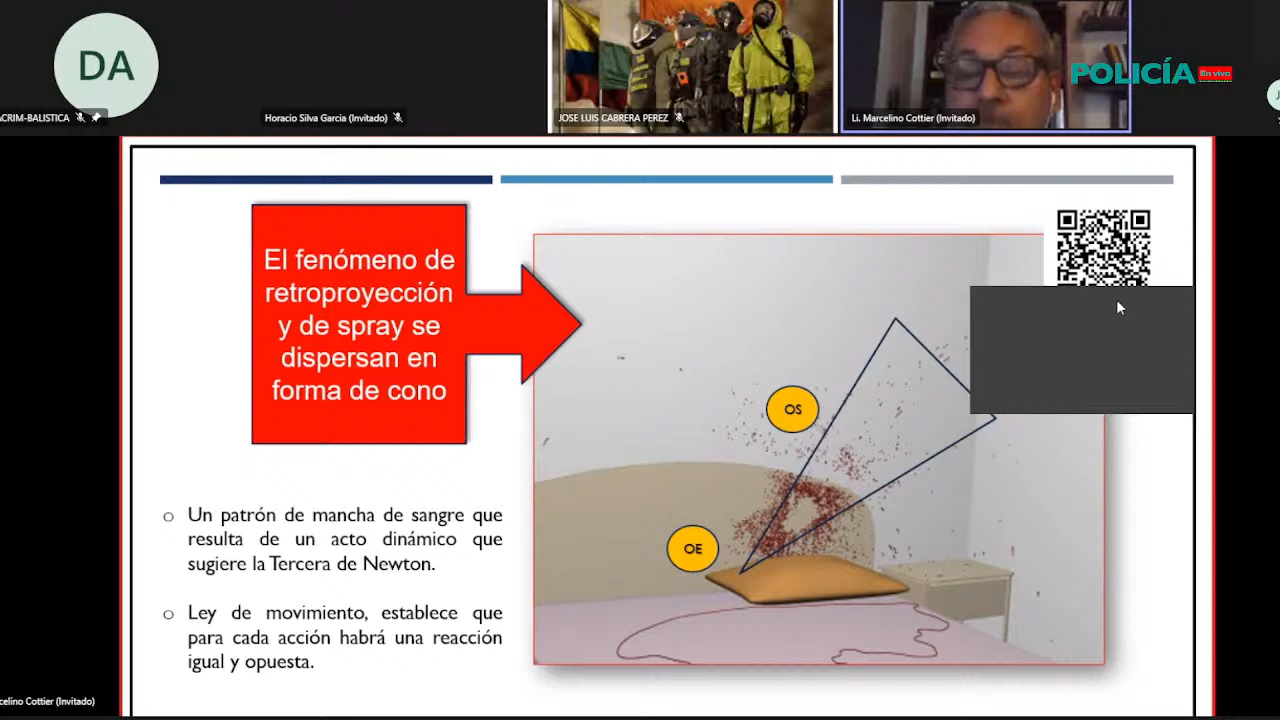 DA
ACRIM-BALISTICA
Horacio Silva Garcia (Invitado)
JOSE LUIS CABRERA PEREZ
Li. Marcelino Cottier (Invitado)
POLICÍA
En vivo
El fenómeno de
retroproyección
y de spray se
dispersan en
forma de cono
OS
OE
o Un patrón de mancha de sangre que
resulta de un acto dinámico que
sugiere la Tercera de Newton.
o Ley de movimiento, establece que
para cada acción habrá una reacción
igual y opuesta.
celino Cottier (Invitado)